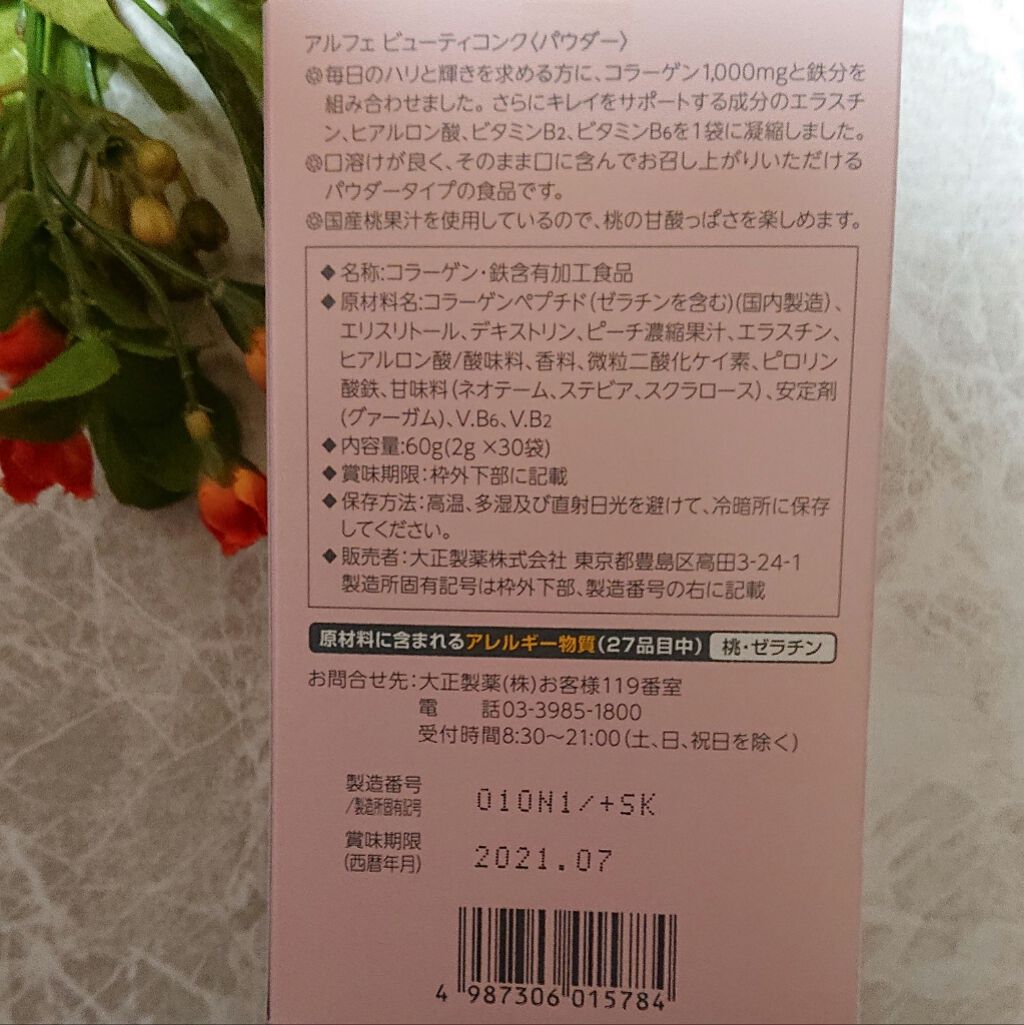 アルフェ ビューティコンク〈パウダー〉
❁毎日のハリと輝きを求める方に、コラーゲン1,000mgと鉄分を
組み合わせました。さらにキレイをサポートする成分のエラスチ
ン、ヒアルロン酸、ビタミンB2、ビタミンB6を1袋に凝縮しました。
❁口溶けが良く、そのまま口に含んでお召し上がりいただける
パウダータイプの食品です。
❁国産桃果汁を使用しているので、桃の甘酸っぱさを楽しめます。
◆名称:コラーゲン・鉄含有加工食品
◆原材料名:コラーゲンペプチド(ゼラチンを含む)(国内製造)、
エリスリトール、デキストリン、ピーチ濃縮果汁、エラスチン、
ヒアルロン酸/酸味料、香料、微粒二酸化ケイ素、ピロリン
酸鉄、甘味料(ネオテーム、ステビア、スクラロース)、安定剤
(グァーガム)、V.B6、V.B2
◆内容量:60g(2g ×30袋)
◆賞味期限:枠外下部に記載
◆保存方法:高温、多湿及び直射日光を避けて、冷暗所に保存
してください。
◆販売者:大正製薬株式会社 東京都豊島区高田3-24-1
製造所固有記号は枠外下部、製造番号の右に記載
原材料に含まれるアレルギー物質(27品目中) 桃・ゼラチン
お問合せ先:大正製薬(株)お客様119番室
電 話03-3985-1800
受付時間8:30〜21:00(土、日、祝日を除く)
製造番号
/製造所固有記号 010N1/+SK
賞味期限
(西暦年月) 2021.07
4 987306 015784